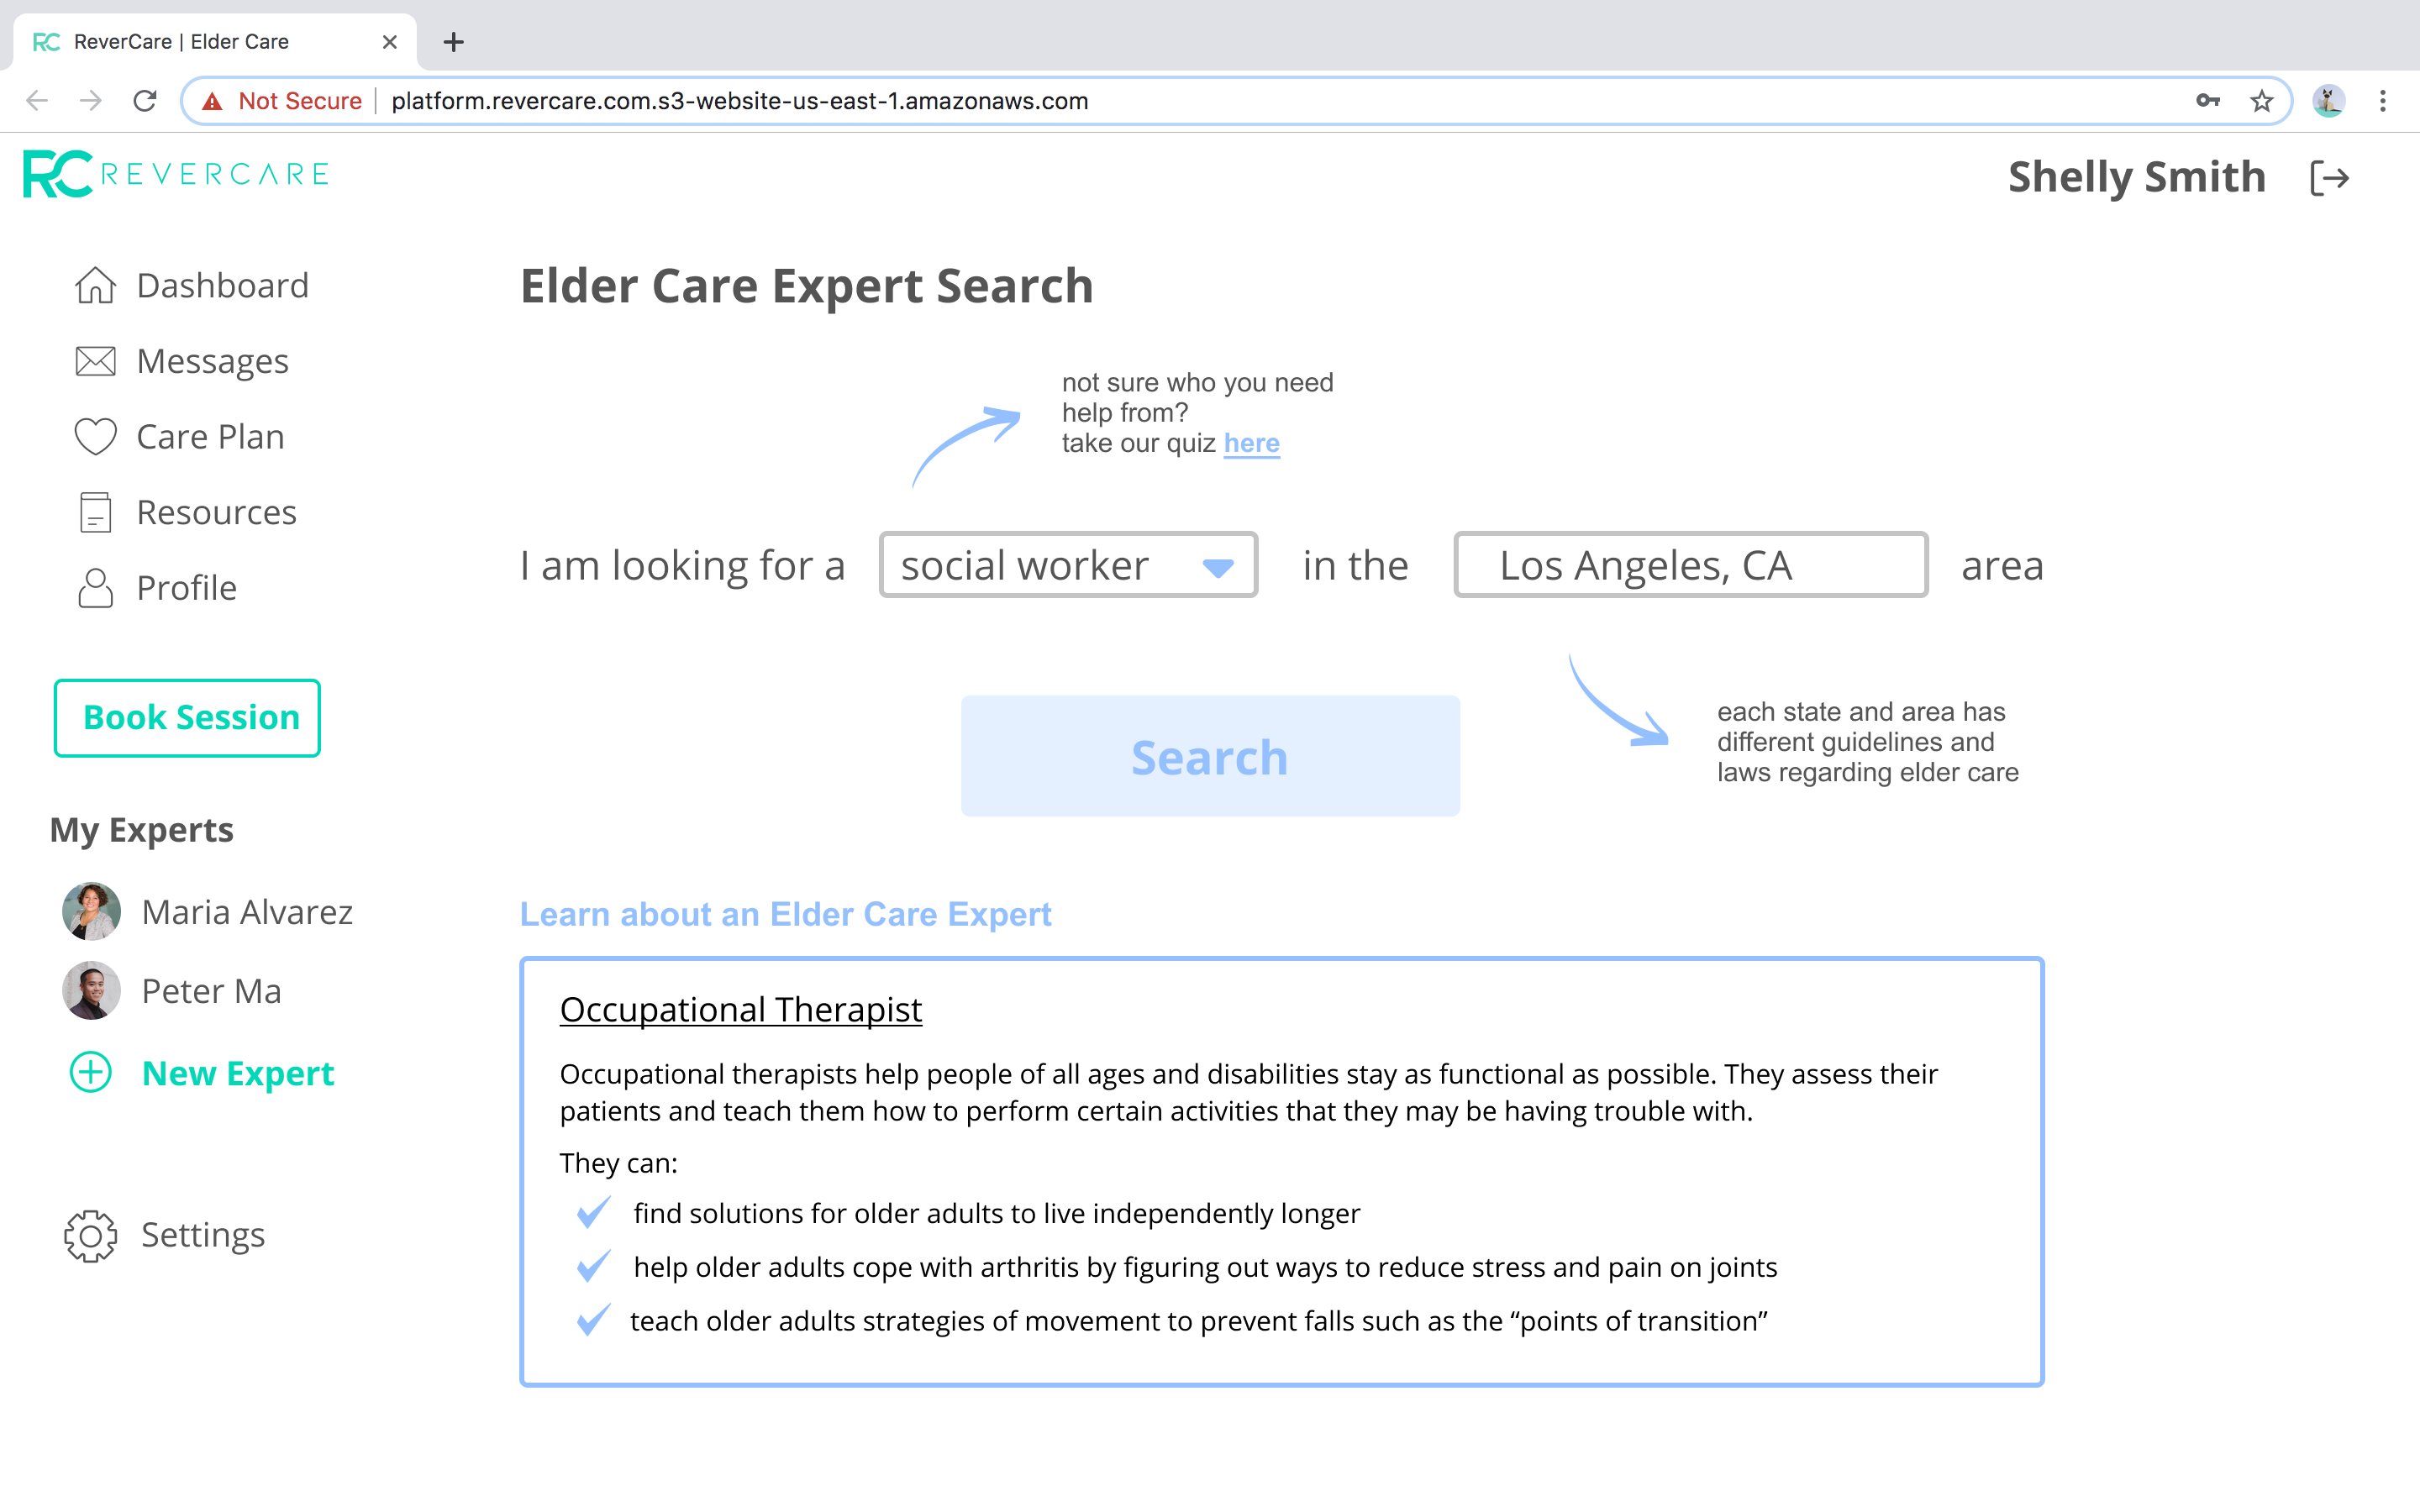 RC ReverCare | Elder Care
Not Secure platform.revercare.com.s3-website-us-east-1.amazonaws.com
RC REVERCARE
Shelly Smith
Dashboard
Messages
Care Plan
Resources
Profile
Book Session
My Experts
Maria Alvarez
Peter Ma
New Expert
Settings
Elder Care Expert Search
not sure who you need
help from?
take our quiz here
I am looking for a social worker in the Los Angeles, CA area
Search
each state and area has
different guidelines and
laws regarding elder care
Learn about an Elder Care Expert
Occupational Therapist
Occupational therapists help people of all ages and disabilities stay as functional as possible. They assess their
patients and teach them how to perform certain activities that they may be having trouble with.
They can:
find solutions for older adults to live independently longer
help older adults cope with arthritis by figuring out ways to reduce stress and pain on joints
teach older adults strategies of movement to prevent falls such as the “points of transition”